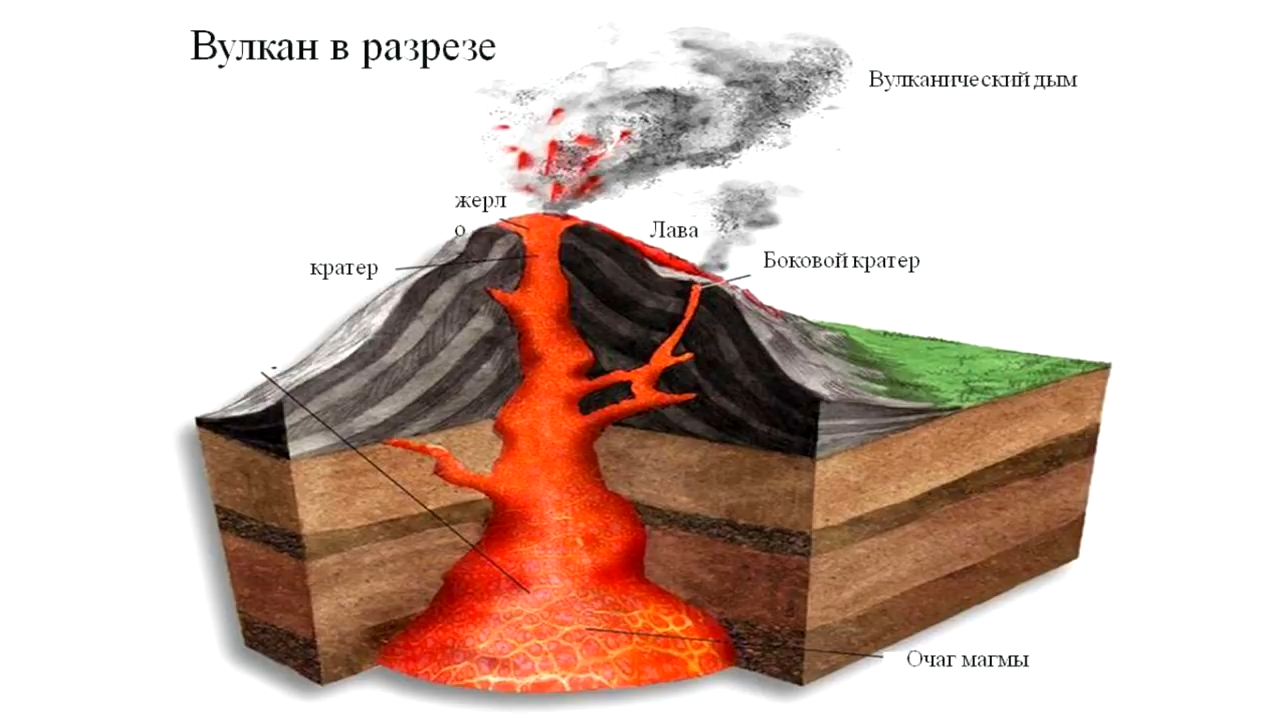 Вулкан в разрезе
Вулканический дым
жерл
о
Лава
кратер
Боковой кратер
Очаг магмы